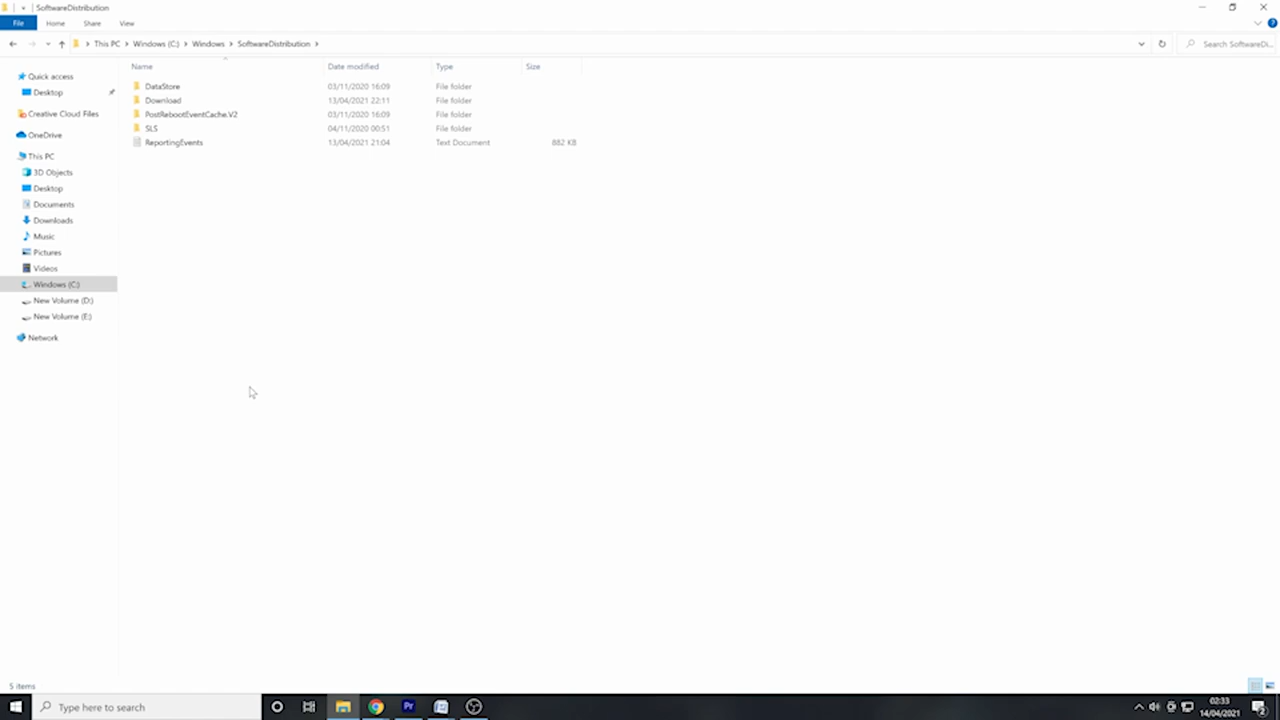 SoftwareDistribution
File Home Share View
This PC Windows (C:) Windows SoftwareDistribution Search SoftwareDi...
Name Date modified Type Size
Quick access
Desktop
Creative Cloud Files
OneDrive
This PC
3D Objects
Desktop
Documents
Downloads
Music
Pictures
Videos
Windows (C:)
New Volume (D:)
New Volume (E:)
Network
DataStore 03/11/2020 16:09 File folder
Download 13/04/2021 22:11 File folder
PostRebootEventCache.V2 03/11/2020 16:09 File folder
SLS 04/11/2020 00:51 File folder
ReportingEvents 13/04/2021 21:04 Text Document 882 KB
5 items
Type here to search
Pr
02:33
14/04/2021
2